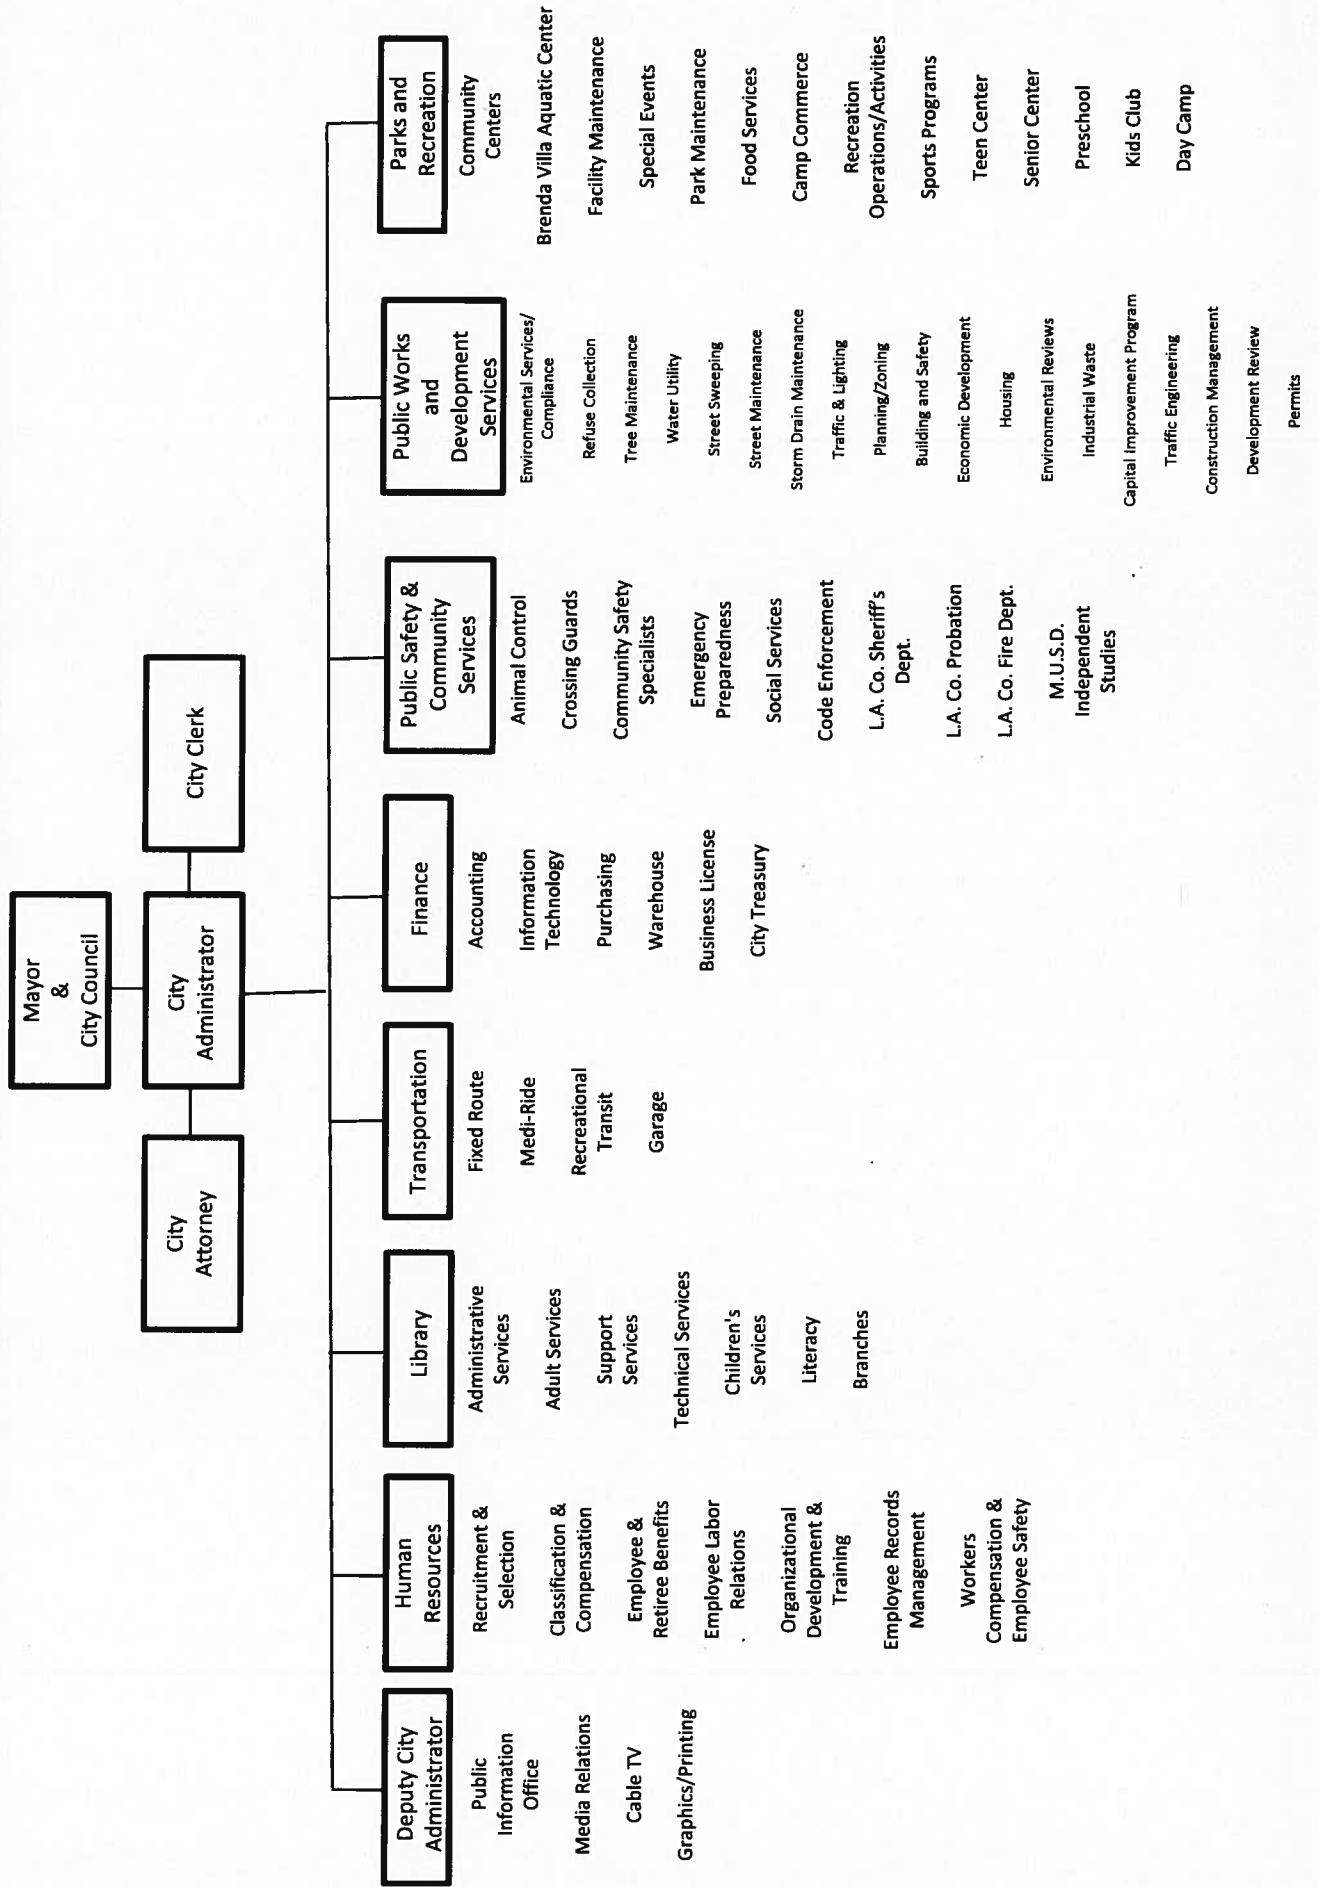 Mayor
&
City Council
City
Attorney
City
Administrator
City Clerk
Deputy City
Administrator
Public
Information
Office
Media Relations
Cable TV
Graphics/Printing
Human
Resources
Recruitment &
Selection
Classification &
Compensation
Employee &
Retiree Benefits
Employee Labor
Relations
Organizational
Development &
Training
Employee Records
Management
Workers
Compensation &
Employee Safety
Library
Administrative
Services
Adult Services
Support
Services
Technical Services
Children's
Services
Literacy
Branches
Transportation
Fixed Route
Medi-Ride
Recreational
Transit
Garage
Finance
Accounting
Information
Technology
Purchasing
Warehouse
Business License
City Treasury
Public Safety &
Community
Services
Animal Control
Crossing Guards
Community Safety
Specialists
Emergency
Preparedness
Social Services
Code Enforcement
L.A. Co. Sheriff's
Dept.
L.A. Co. Probation
L.A. Co. Fire Dept.
M.U.S.D.
Independent
Studies
Public Works
and
Development
Services
Environmental Services/
Compliance
Refuse Collection
Tree Maintenance
Water Utility
Street Sweeping
Street Maintenance
Storm Drain Maintenance
Traffic & Lighting
Planning/Zoning
Building and Safety
Economic Development
Housing
Environmental Reviews
Industrial Waste
Capital Improvement Program
Traffic Engineering
Construction Management
Development Review
Permits
Parks and
Recreation
Community
Centers
Brenda Villa Aquatic Center
Facility Maintenance
Special Events
Park Maintenance
Food Services
Camp Commerce
Recreation
Operations/Activities
Sports Programs
Teen Center
Senior Center
Preschool
Kids Club
Day Camp